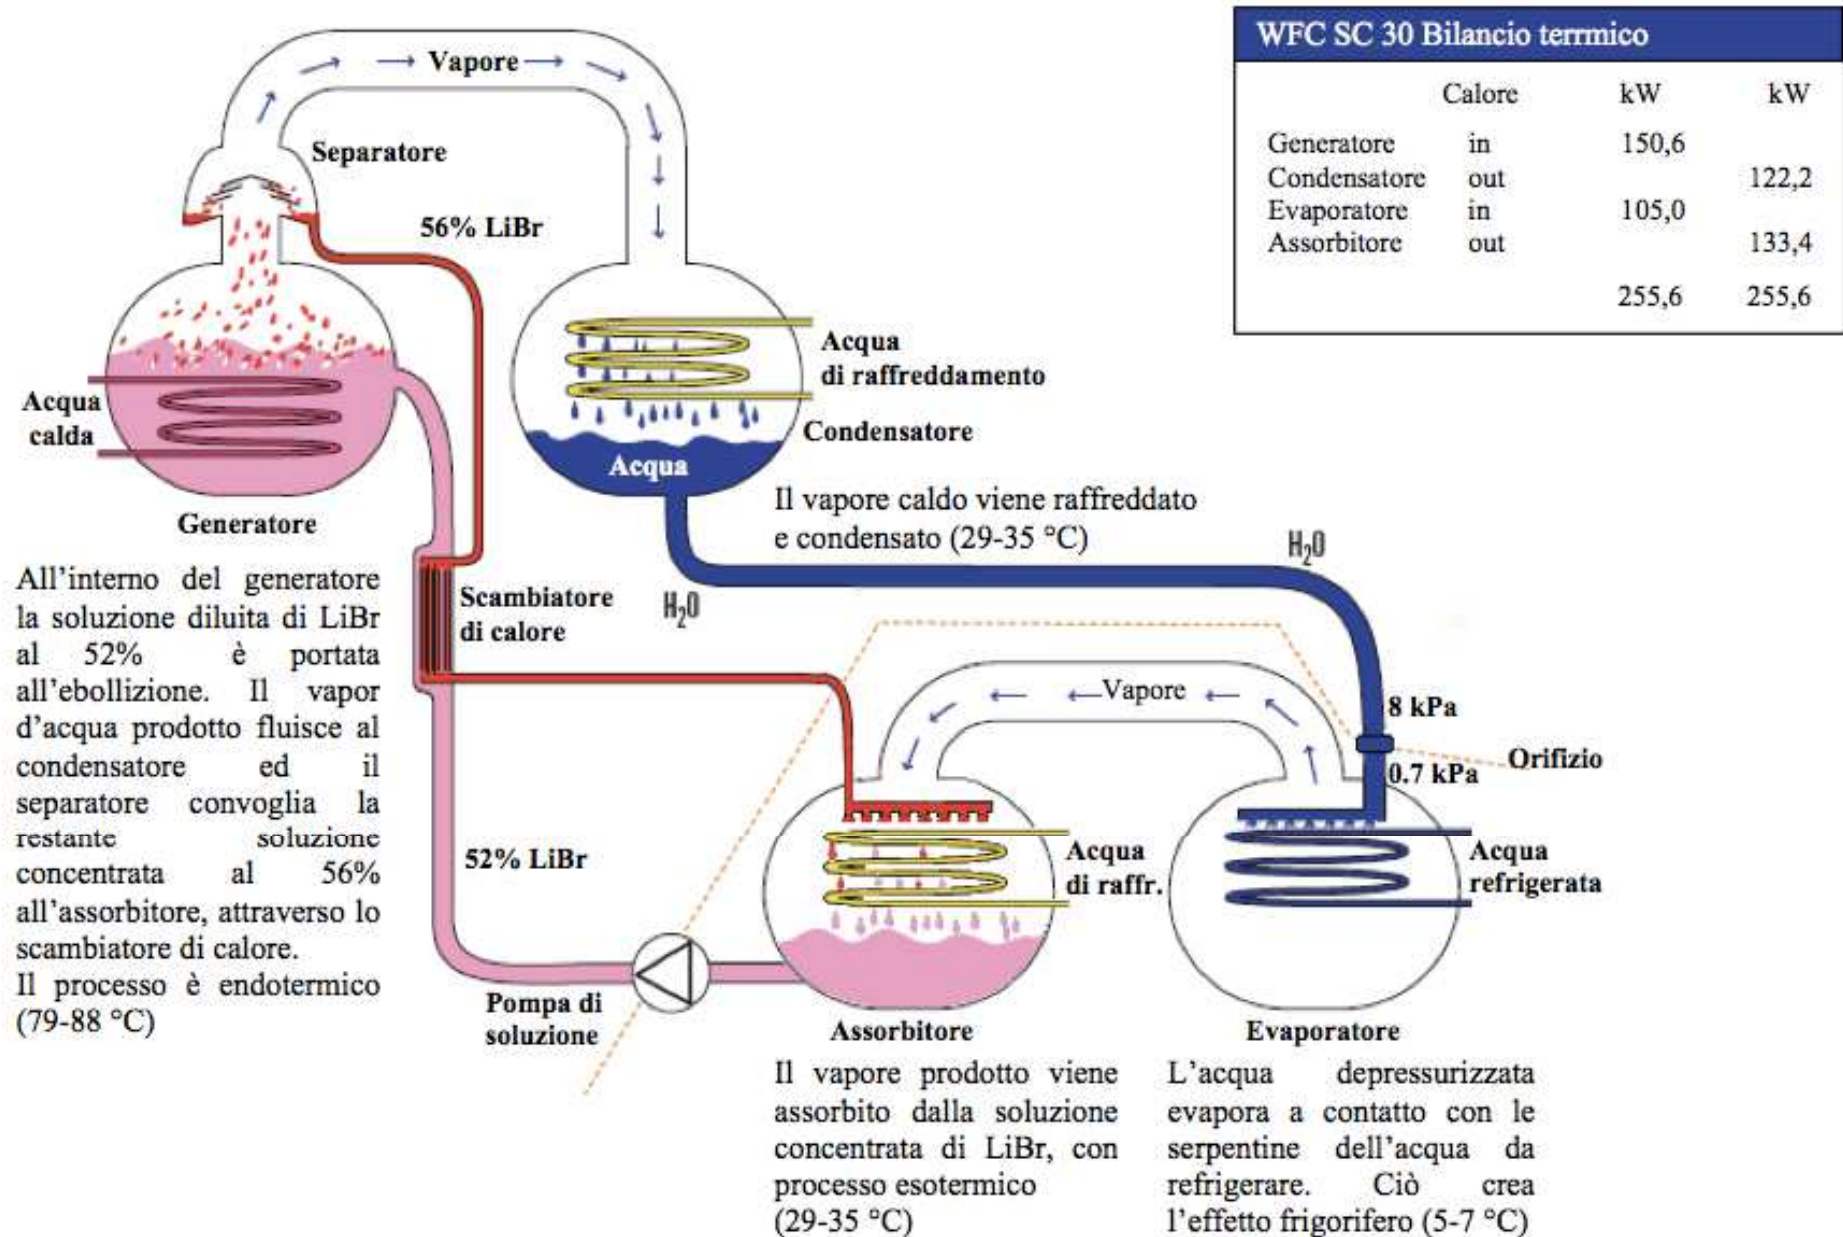 WFC SC 30 Bilancio terrmico
Calore kW kW
Generatore in 150,6
Condensatore out 122,2
Evaporatore in 105,0
Assorbitore out 133,4
255,6 255,6
Vapore
Separatore
56% LiBr
Acqua
calda
Acqua
di raffreddamento
Condensatore
Acqua
Generatore
Il vapore caldo viene raffreddato
e condensato (29-35 °C)
H2O
H2O
All'interno del generatore
la soluzione diluita di LiBr
al 52% è portata
all'ebollizione. Il vapor
d'acqua prodotto fluisce al
condensatore ed il
separatore convoglia la
restante soluzione
concentrata al 56%
all'assorbitore, attraverso lo
scambiatore di calore.
Il processo è endotermico
(79-88 °C)
Scambiatore
di calore
Vapore
8 kPa
Orifizio
0.7 kPa
52% LiBr
Acqua
di raffr.
Acqua
refrigerata
Pompa di
soluzione
Assorbitore
Evaporatore
Il vapore prodotto viene
assorbito dalla soluzione
concentrata di LiBr, con
processo esotermico
(29-35 °C)
L'acqua depressurizzata
evapora a contatto con le
serpentine dell'acqua da
refrigerare. Ciò crea
l'effetto frigorifero (5-7 °C)